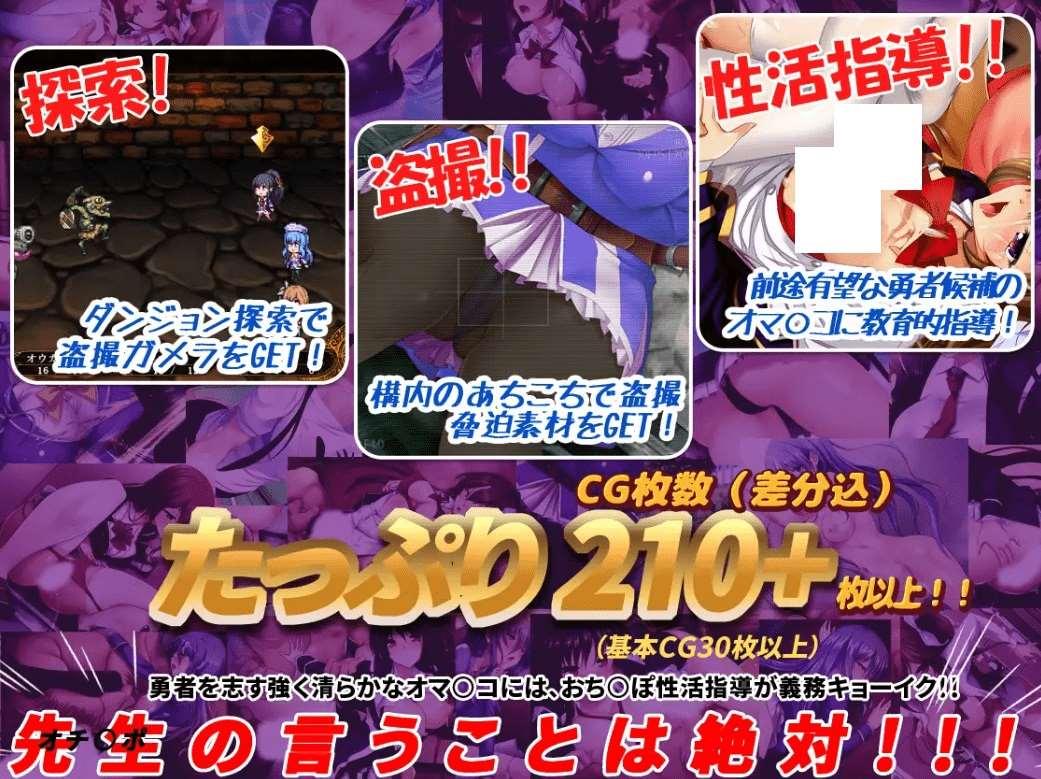 探索!
ダンジョン探索で
盗撮ガメラをGET!
盗撮!!
構内のあちこちで盗撮
脅迫素材をGET!
性活指導!!
前途有望な勇者候補の
オマ〇コに教育的指導!
CG枚数(差分込)
たっぷり210+枚以上!!
(基本CG30枚以上)
勇者を志す強く清らかなオマ〇コには、おち〇ぽ性活指導が義務キョーイク!!
先生の言うことは絶対!!!
オチ〇ポ